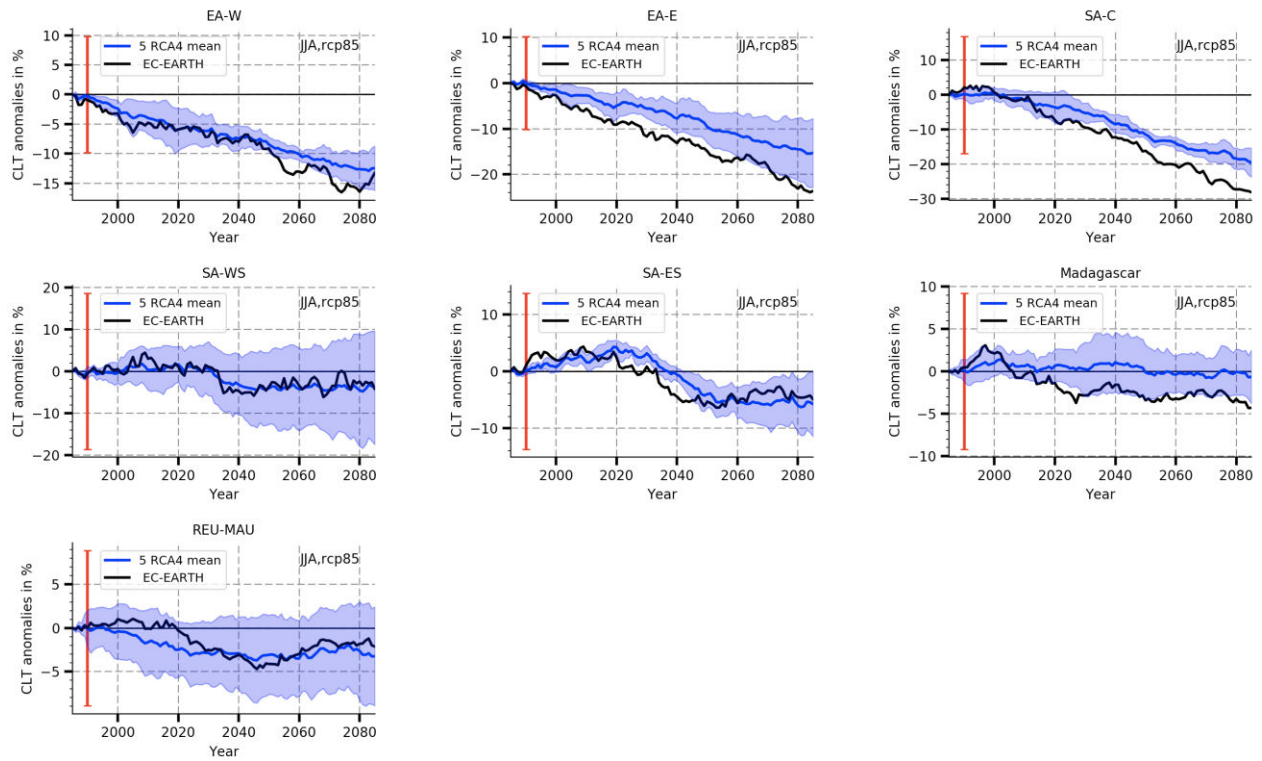 EA-W
CLT anomalies in %
10
5
0
−5
−10
−15
5 RCA4 mean
EC-EARTH
JJA,rcp85
2000 2020 2040 2060 2080
Year
EA-E
CLT anomalies in %
10
0
−10
−20
5 RCA4 mean
EC-EARTH
JJA,rcp85
2000 2020 2040 2060 2080
Year
SA-C
CLT anomalies in %
10
0
−10
−20
−30
5 RCA4 mean
EC-EARTH
JJA,rcp85
2000 2020 2040 2060 2080
Year
SA-WS
CLT anomalies in %
20
10
0
−10
−20
5 RCA4 mean
EC-EARTH
JJA,rcp85
2000 2020 2040 2060 2080
Year
SA-ES
CLT anomalies in %
10
0
−10
5 RCA4 mean
EC-EARTH
JJA,rcp85
2000 2020 2040 2060 2080
Year
Madagascar
CLT anomalies in %
10
5
0
−5
−10
5 RCA4 mean
EC-EARTH
JJA,rcp85
2000 2020 2040 2060 2080
Year
REU-MAU
CLT anomalies in %
5
0
−5
5 RCA4 mean
EC-EARTH
JJA,rcp85
2000 2020 2040 2060 2080
Year